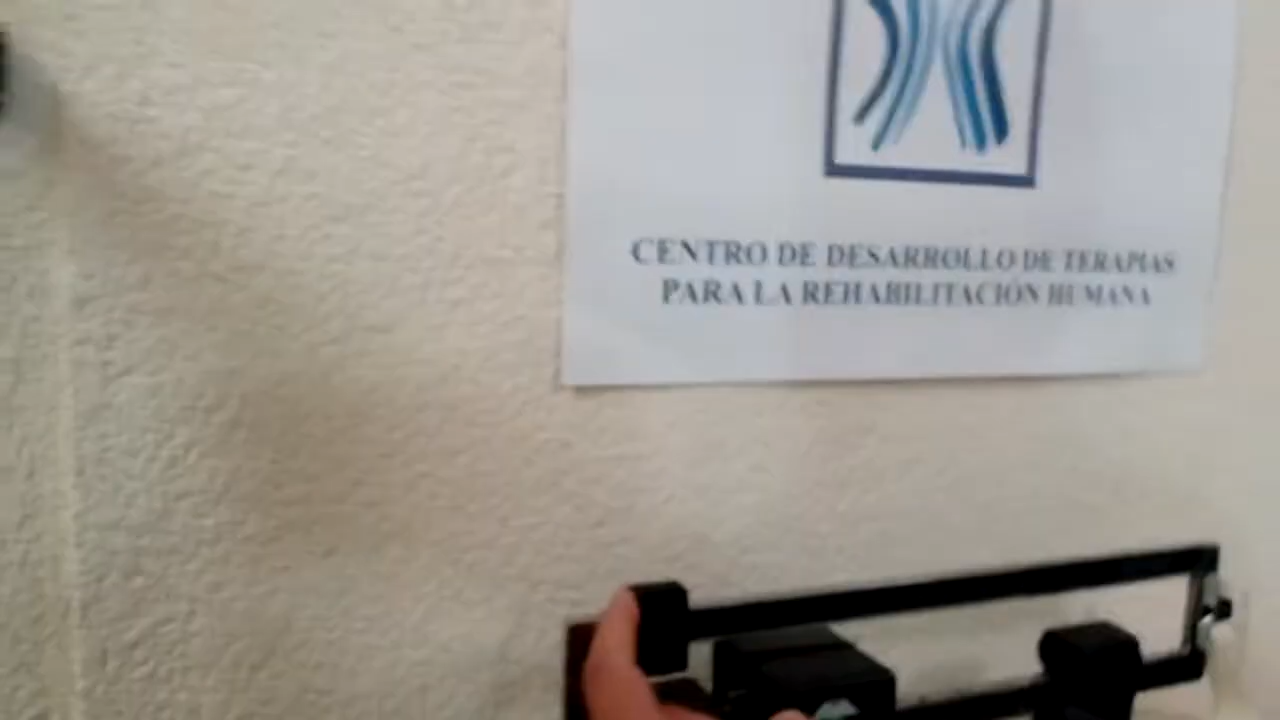 CENTRO DE DESARROLLO DE TERAPIAS
PARA LA REHABILITACIÓN HUMANA